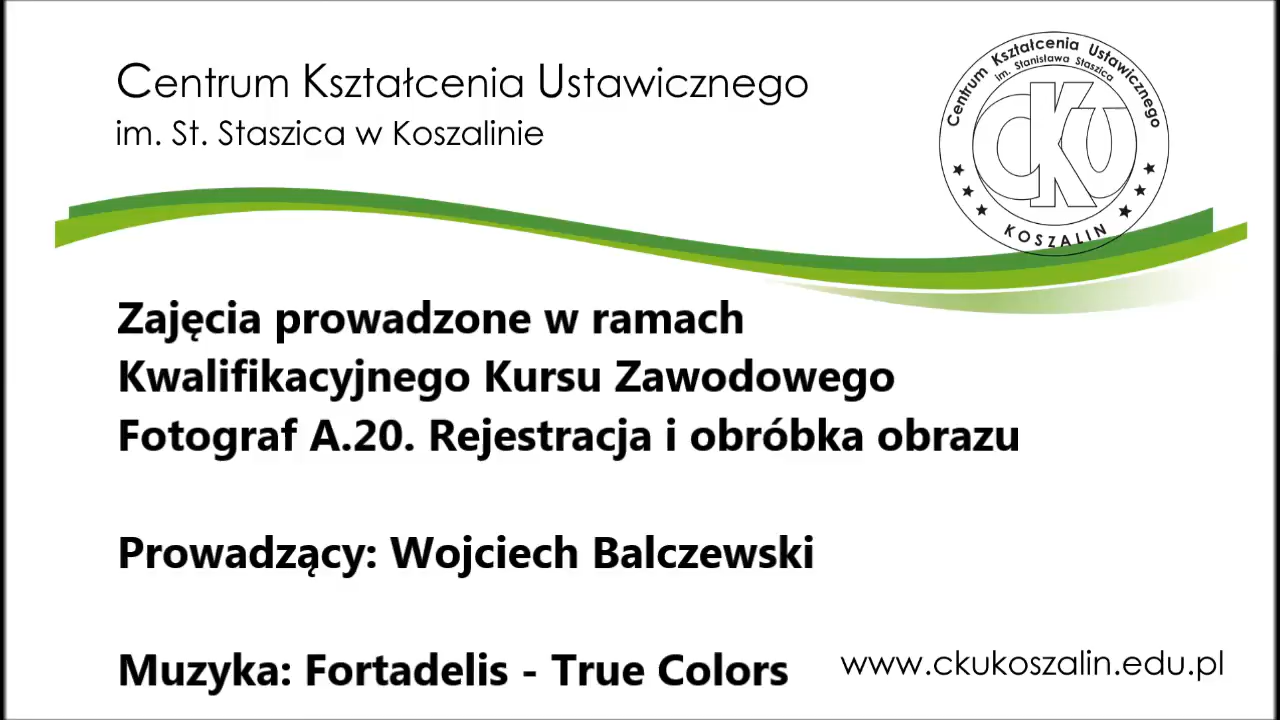 Centrum Kształcenia Ustawicznego
im. St. Staszica w Koszalinie
Centrum Kształcenia Ustawicznego
im. Stanisława Staszica
CKU
KOSZALIN
Zajęcia prowadzone w ramach
Kwalifikacyjnego Kursu Zawodowego
Fotograf A.20. Rejestracja i obróbka obrazu
Prowadzący: Wojciech Balczewski
Muzyka: Fortadelis - True Colors
www.ckukoszalin.edu.pl